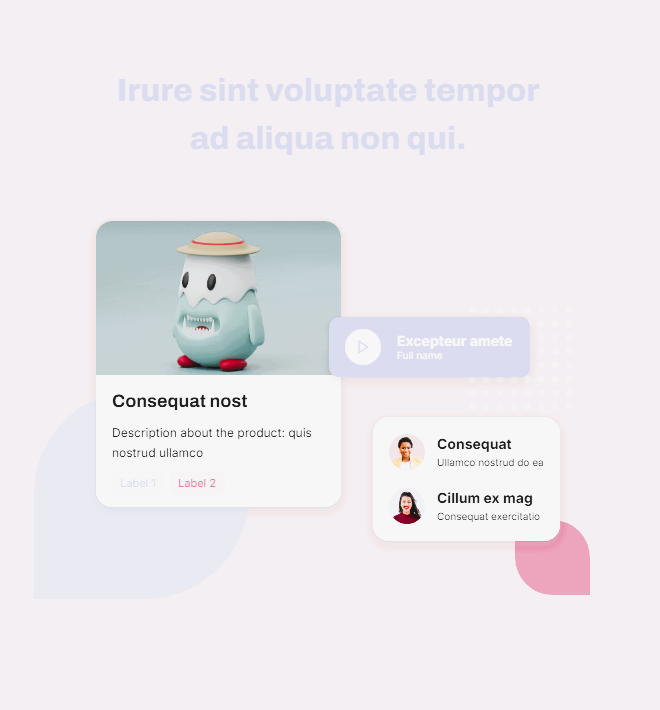 Irure sint voluptate tempor
ad aliqua non qui.
Excepteur amete
Full name
Consequat nost
Description about the product: quis
nostrud ullamco
Label 1 Label 2
Consequat
Ullamco nostrud do ea
Cillum ex mag
Consequat exercitatio